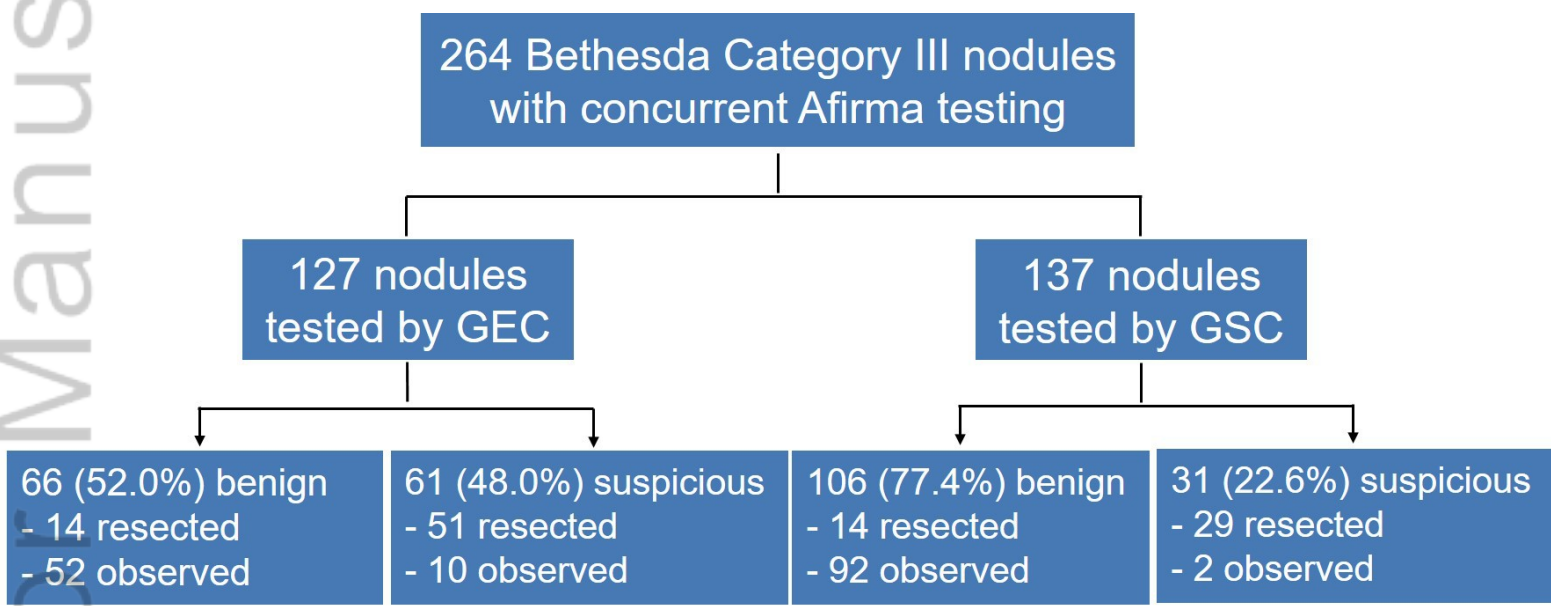 264 Bethesda Category III nodules
with concurrent Afirma testing
127 nodules
tested by GEC
137 nodules
tested by GSC
66 (52.0%) benign
- 14 resected
- 52 observed
61 (48.0%) suspicious
- 51 resected
- 10 observed
106 (77.4%) benign
- 14 resected
- 92 observed
31 (22.6%) suspicious
- 29 resected
- 2 observed
or Manus